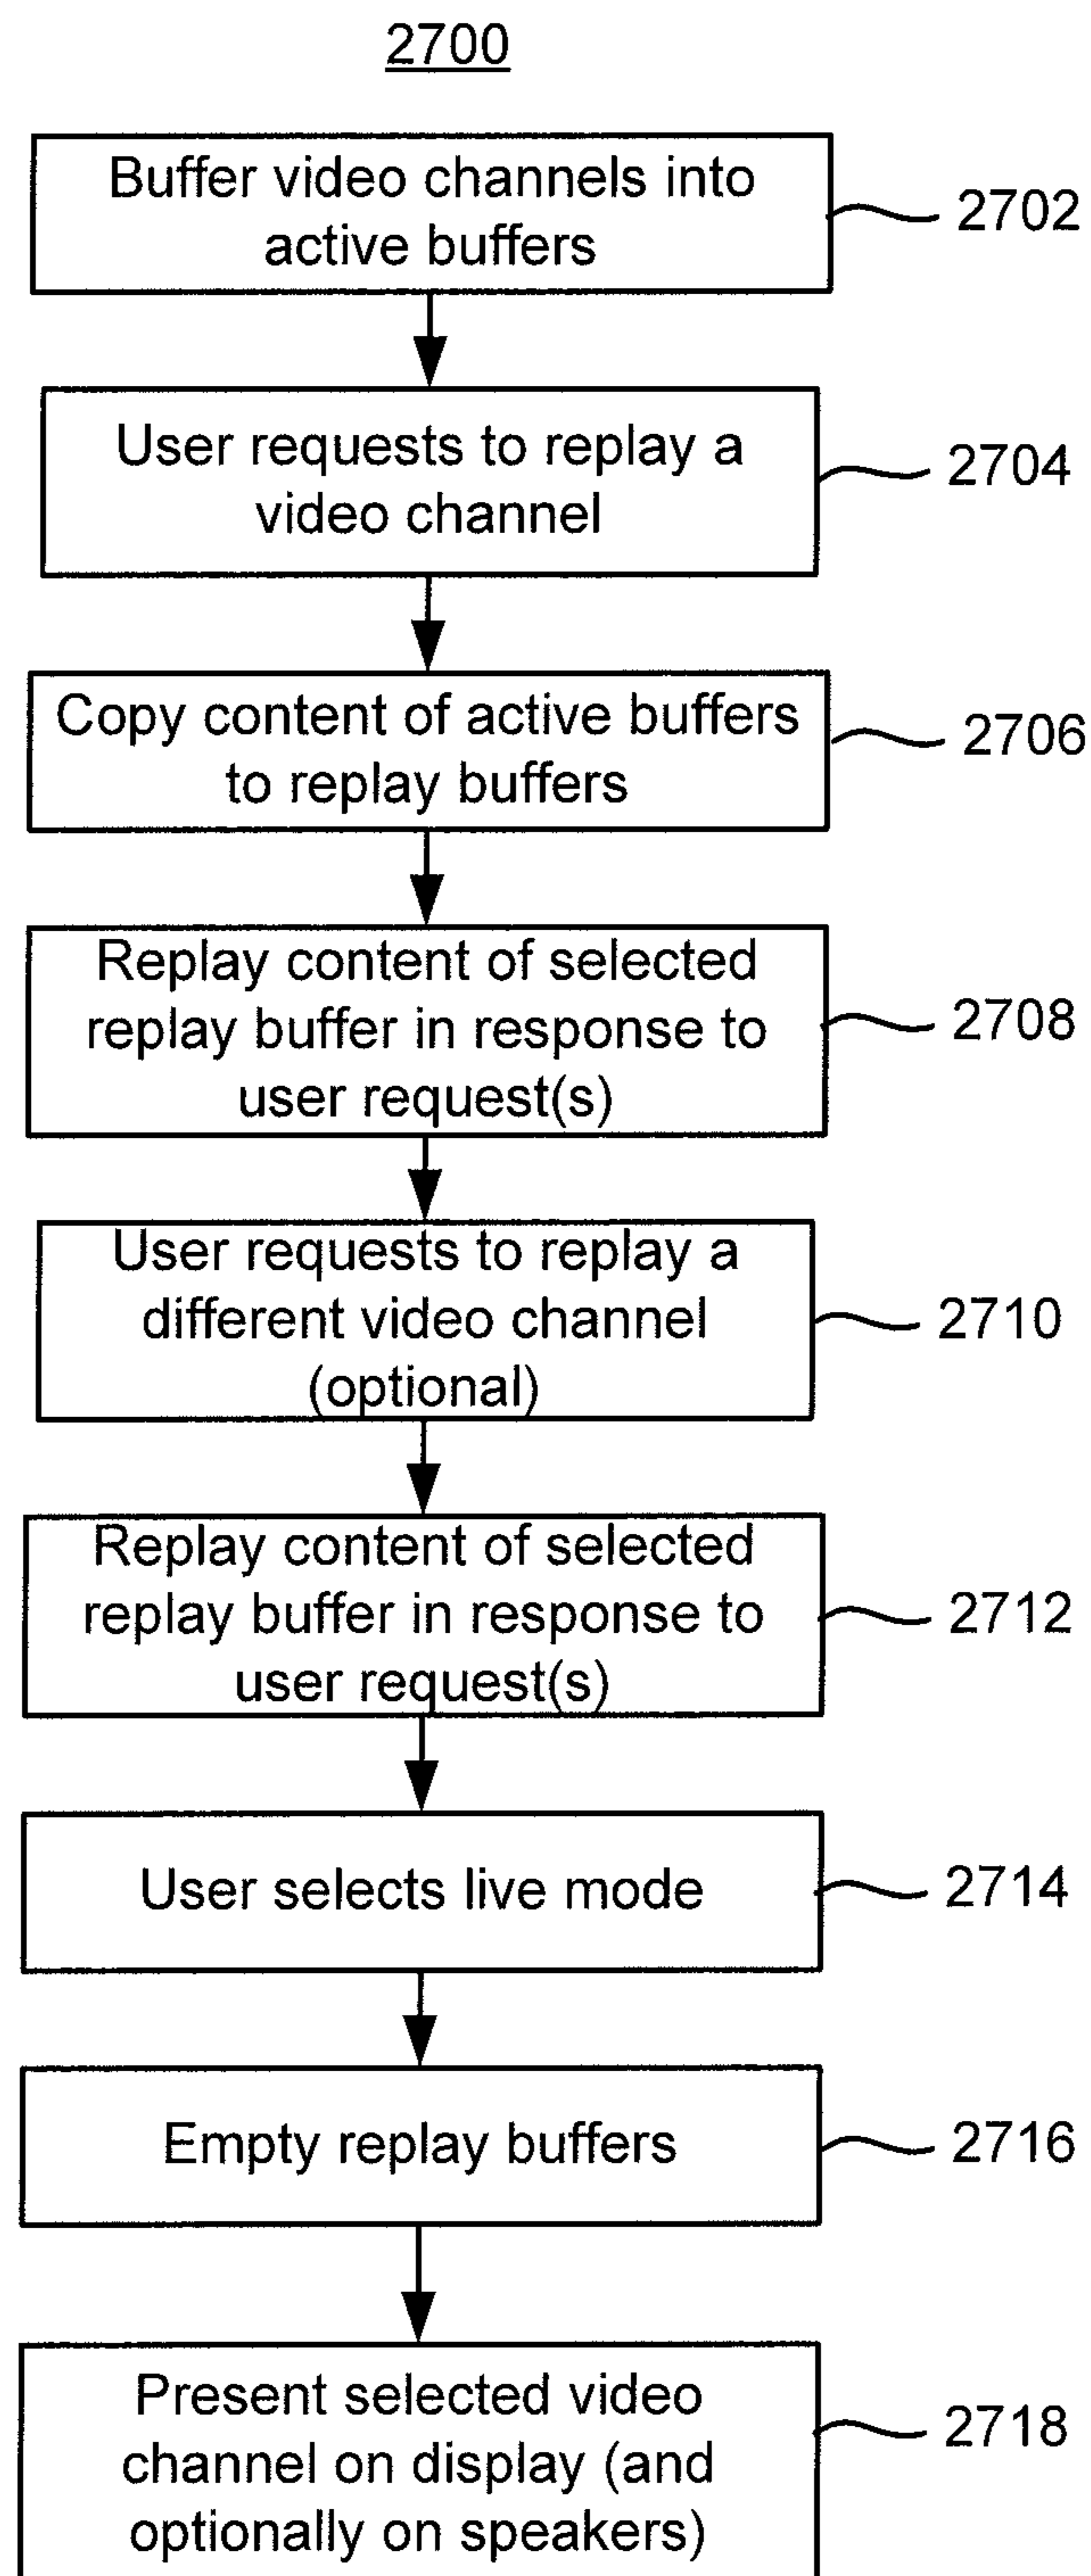 2700
Buffer video channels into
active buffers
2702
User requests to replay a
video channel
2704
Copy content of active buffers
to replay buffers
2706
Replay content of selected
replay buffer in response to
user request(s)
2708
User requests to replay a
different video channel
(optional)
2710
Replay content of selected
replay buffer in response to
user request(s)
2712
User selects live mode
2714
Empty replay buffers
2716
Present selected video
channel on display (and
optionally on speakers)
2718